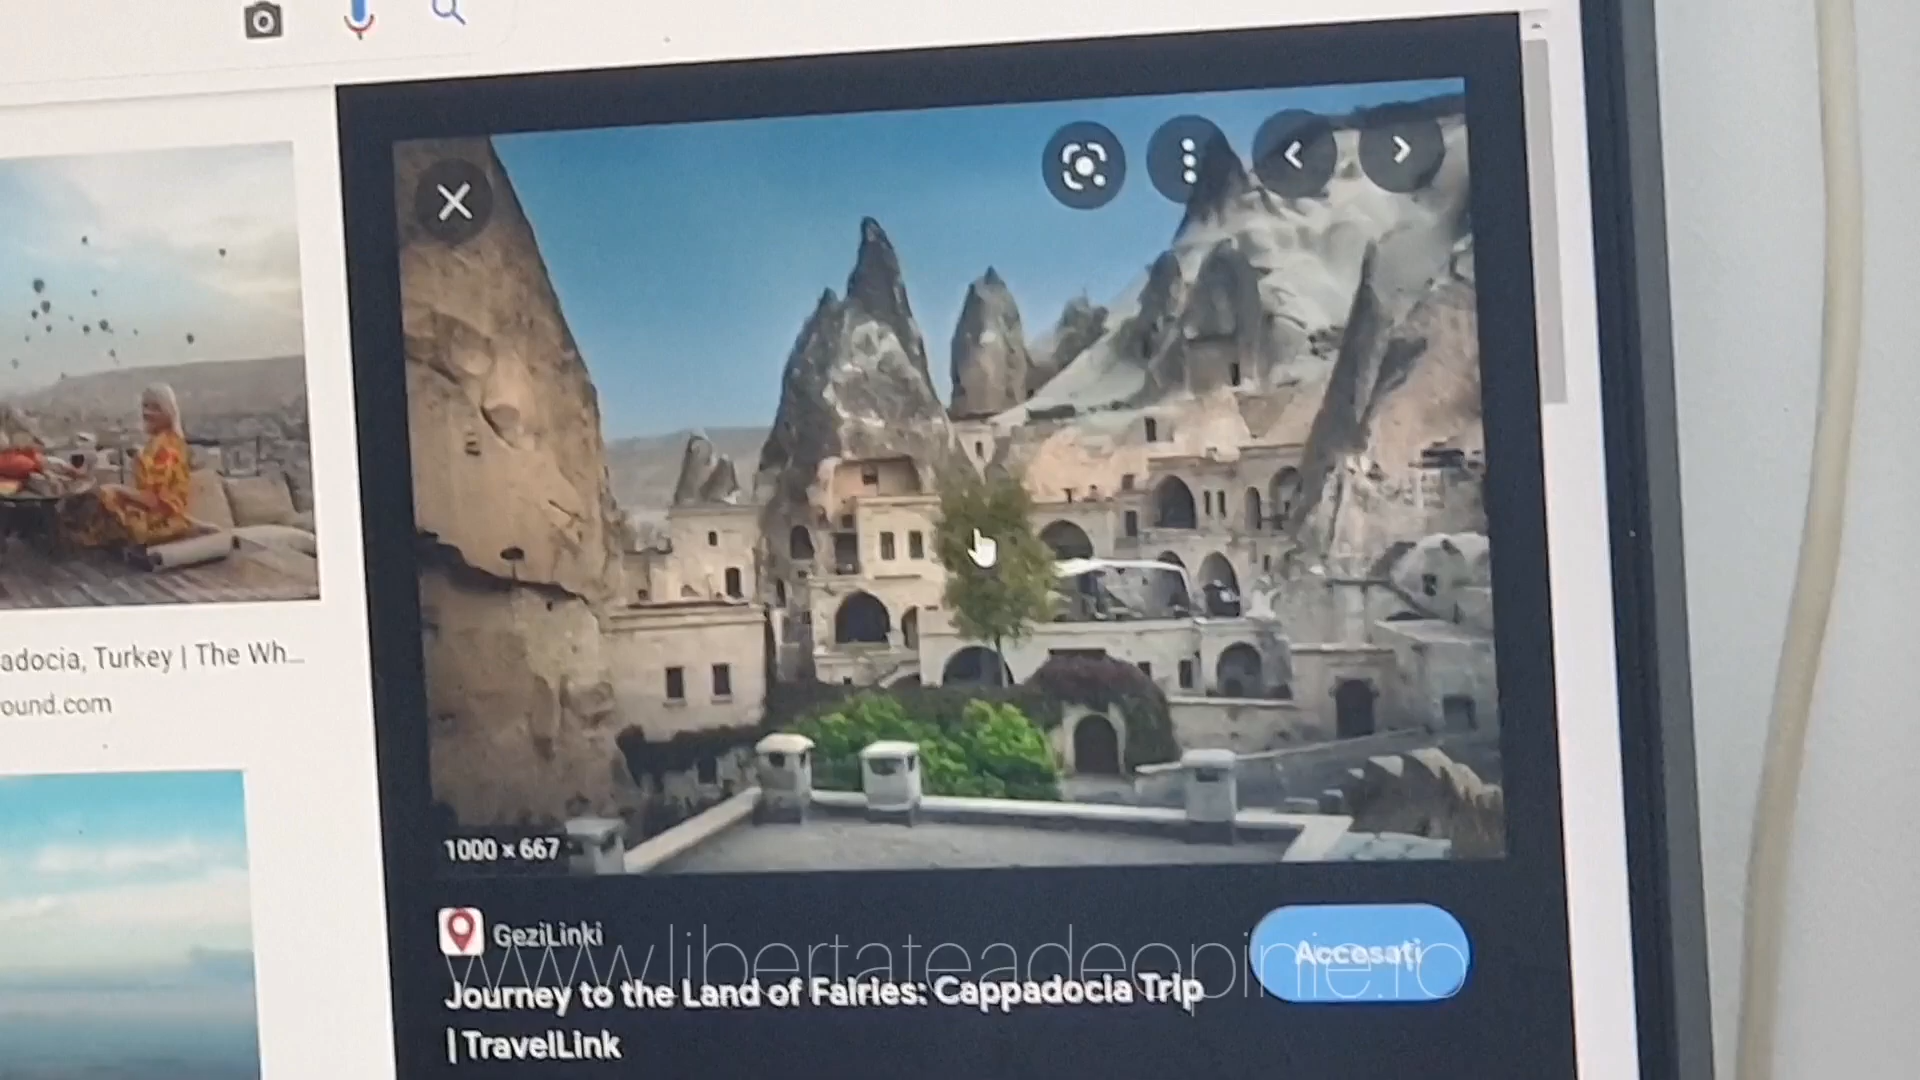 adocia, Turkey | The Wh...
ound.com
1000 x 667
GeziLinki
www.libertateadeopinie.ro
Accesați
Journey to the Land of Fairies: Cappadocia Trip
| TravelLink